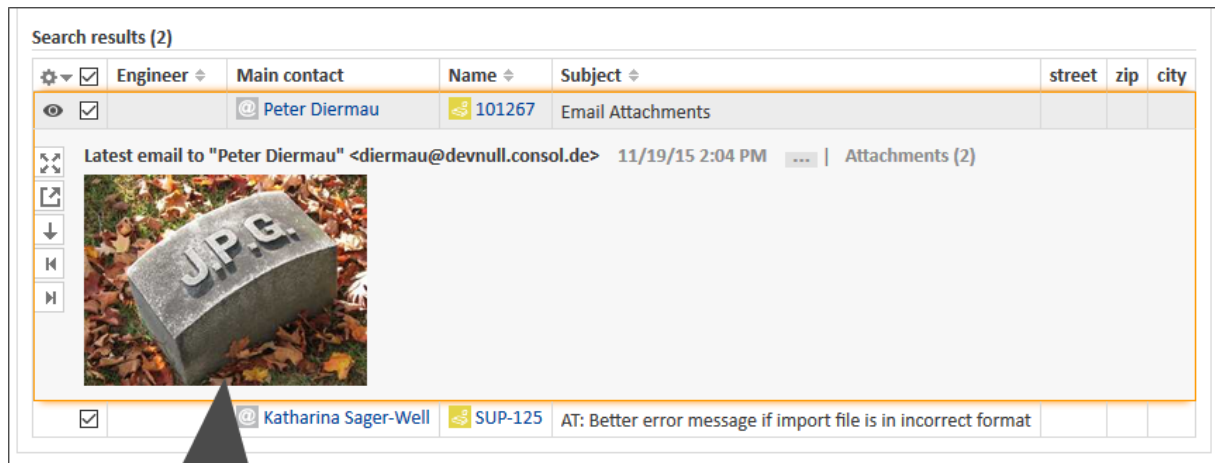 Search results (2)
Engineer Main contact Name Subject street zip city
@ Peter Diermau 101267 Email Attachments
Latest email to "Peter Diermau" <diermau@devnull.consol.de> 11/19/15 2:04 PM ... | Attachments (2)
J.P.G.
@ Katharina Sager-Well SUP-125 AT: Better error message if import file is in incorrect format